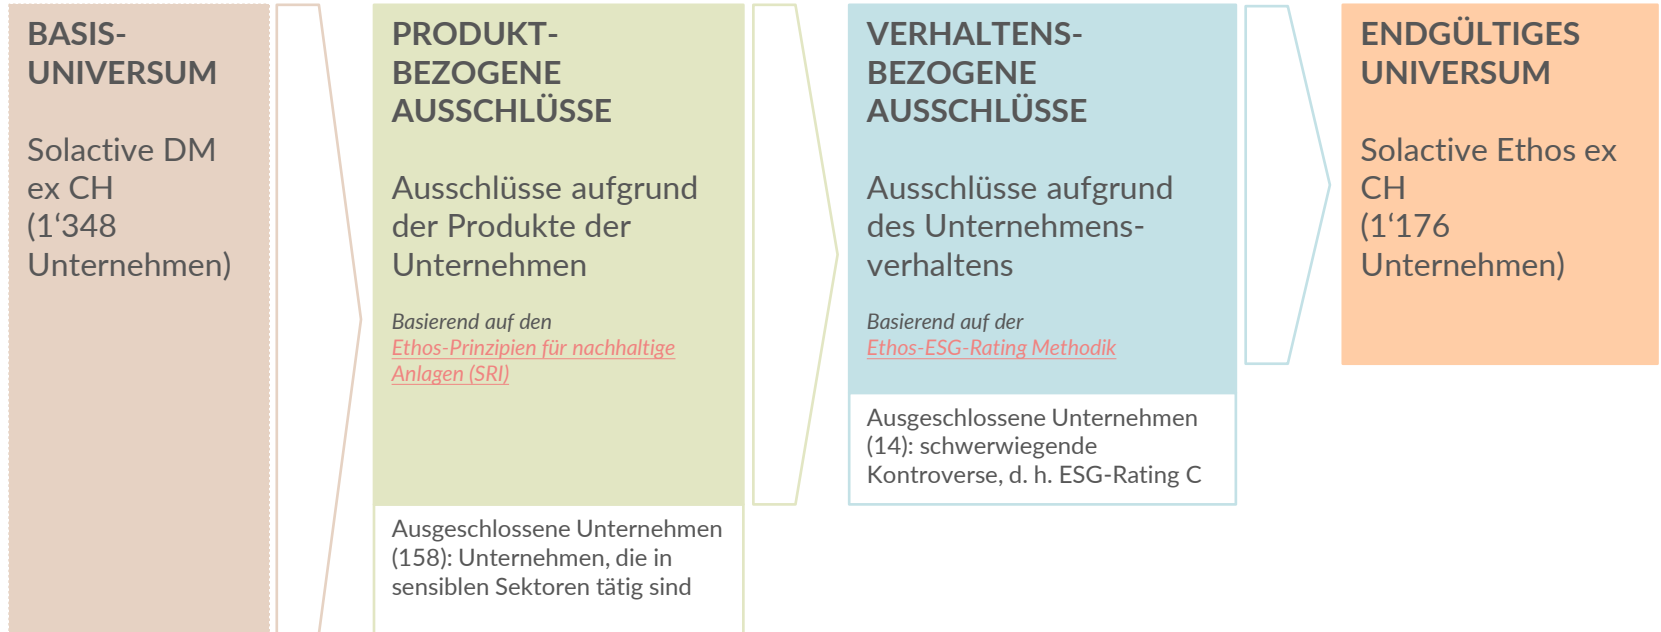 BASIS-
UNIVERSUM
Solactive DM
ex CH
(1‘348
Unternehmen)
PRODUKT-
BEZOGENE
AUSSCHLÜSSE
Ausschlüsse aufgrund
der Produkte der
Unternehmen
Basierend auf den
Ethos-Prinzipien für nachhaltige
Anlagen (SRI)
Ausgeschlossene Unternehmen
(158): Unternehmen, die in
sensiblen Sektoren tätig sind
VERHALTENS-
BEZOGENE
AUSSCHLÜSSE
Ausschlüsse aufgrund
des Unternehmens-
verhaltens
Basierend auf der
Ethos-ESG-Rating Methodik
Ausgeschlossene Unternehmen
(14): schwerwiegende
Kontroverse, d. h. ESG-Rating C
ENDGÜLTIGES
UNIVERSUM
Solactive Ethos ex
CH
(1‘176
Unternehmen)